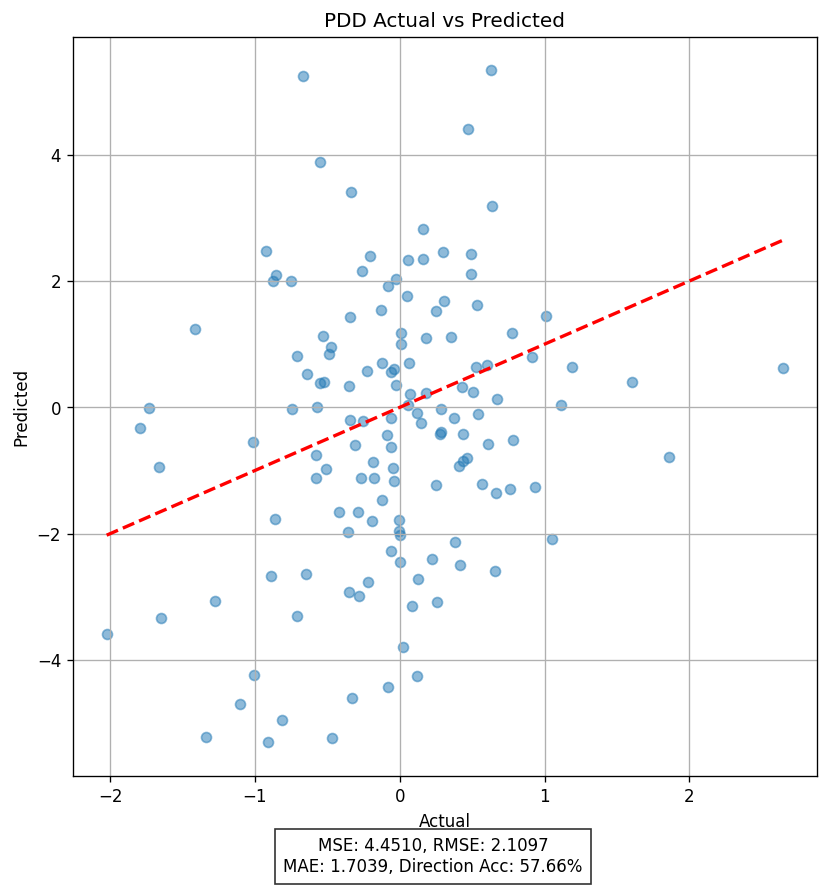 PDD Actual vs Predicted
Predicted
4
2
0
−2
−4
−2
−1
0
1
2
Actual
MSE: 4.4510, RMSE: 2.1097
MAE: 1.7039, Direction Acc: 57.66%